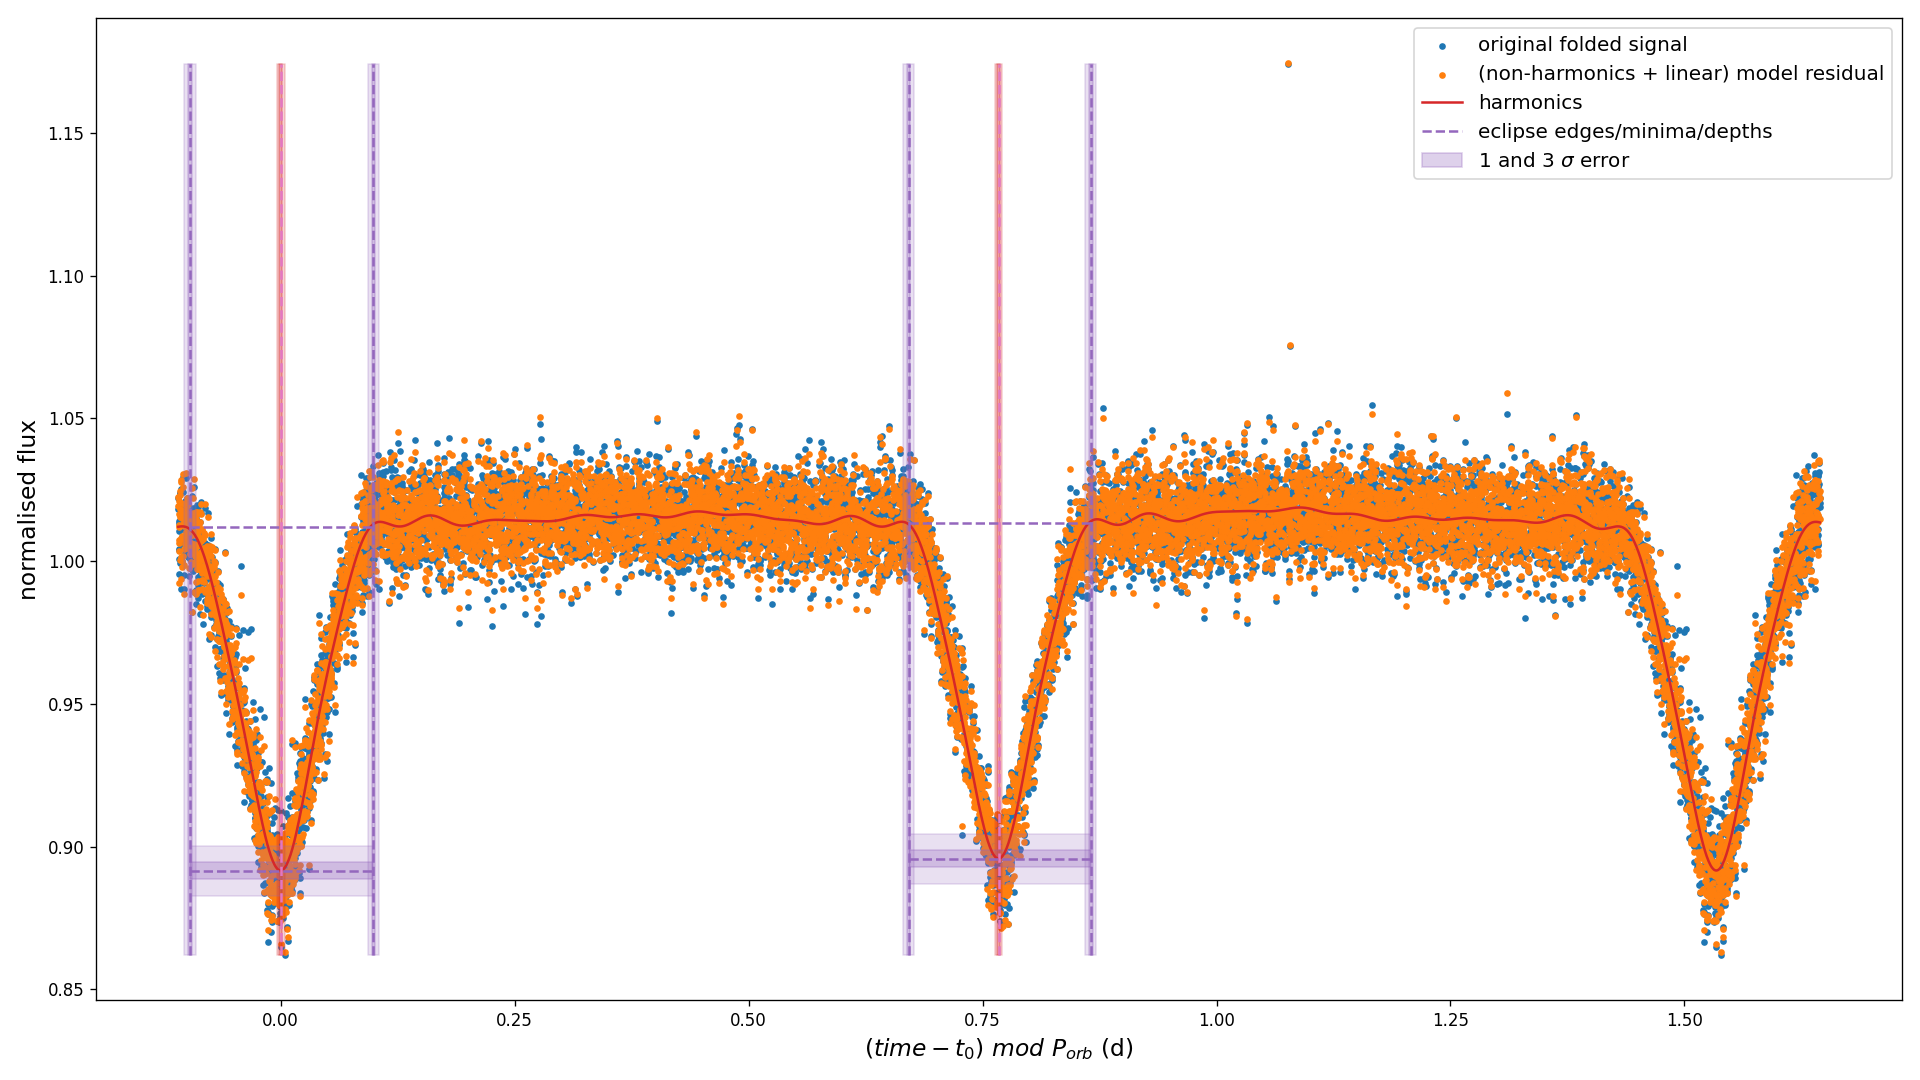 original folded signal
(non-harmonics + linear) model residual
harmonics
eclipse edges/minima/depths
1 and 3 σ error
normalised flux
1.15
1.10
1.05
1.00
0.95
0.90
0.85
0.00 0.25 0.50 0.75 1.00 1.25 1.50
(time − t₀) mod Pₒᵣb (d)